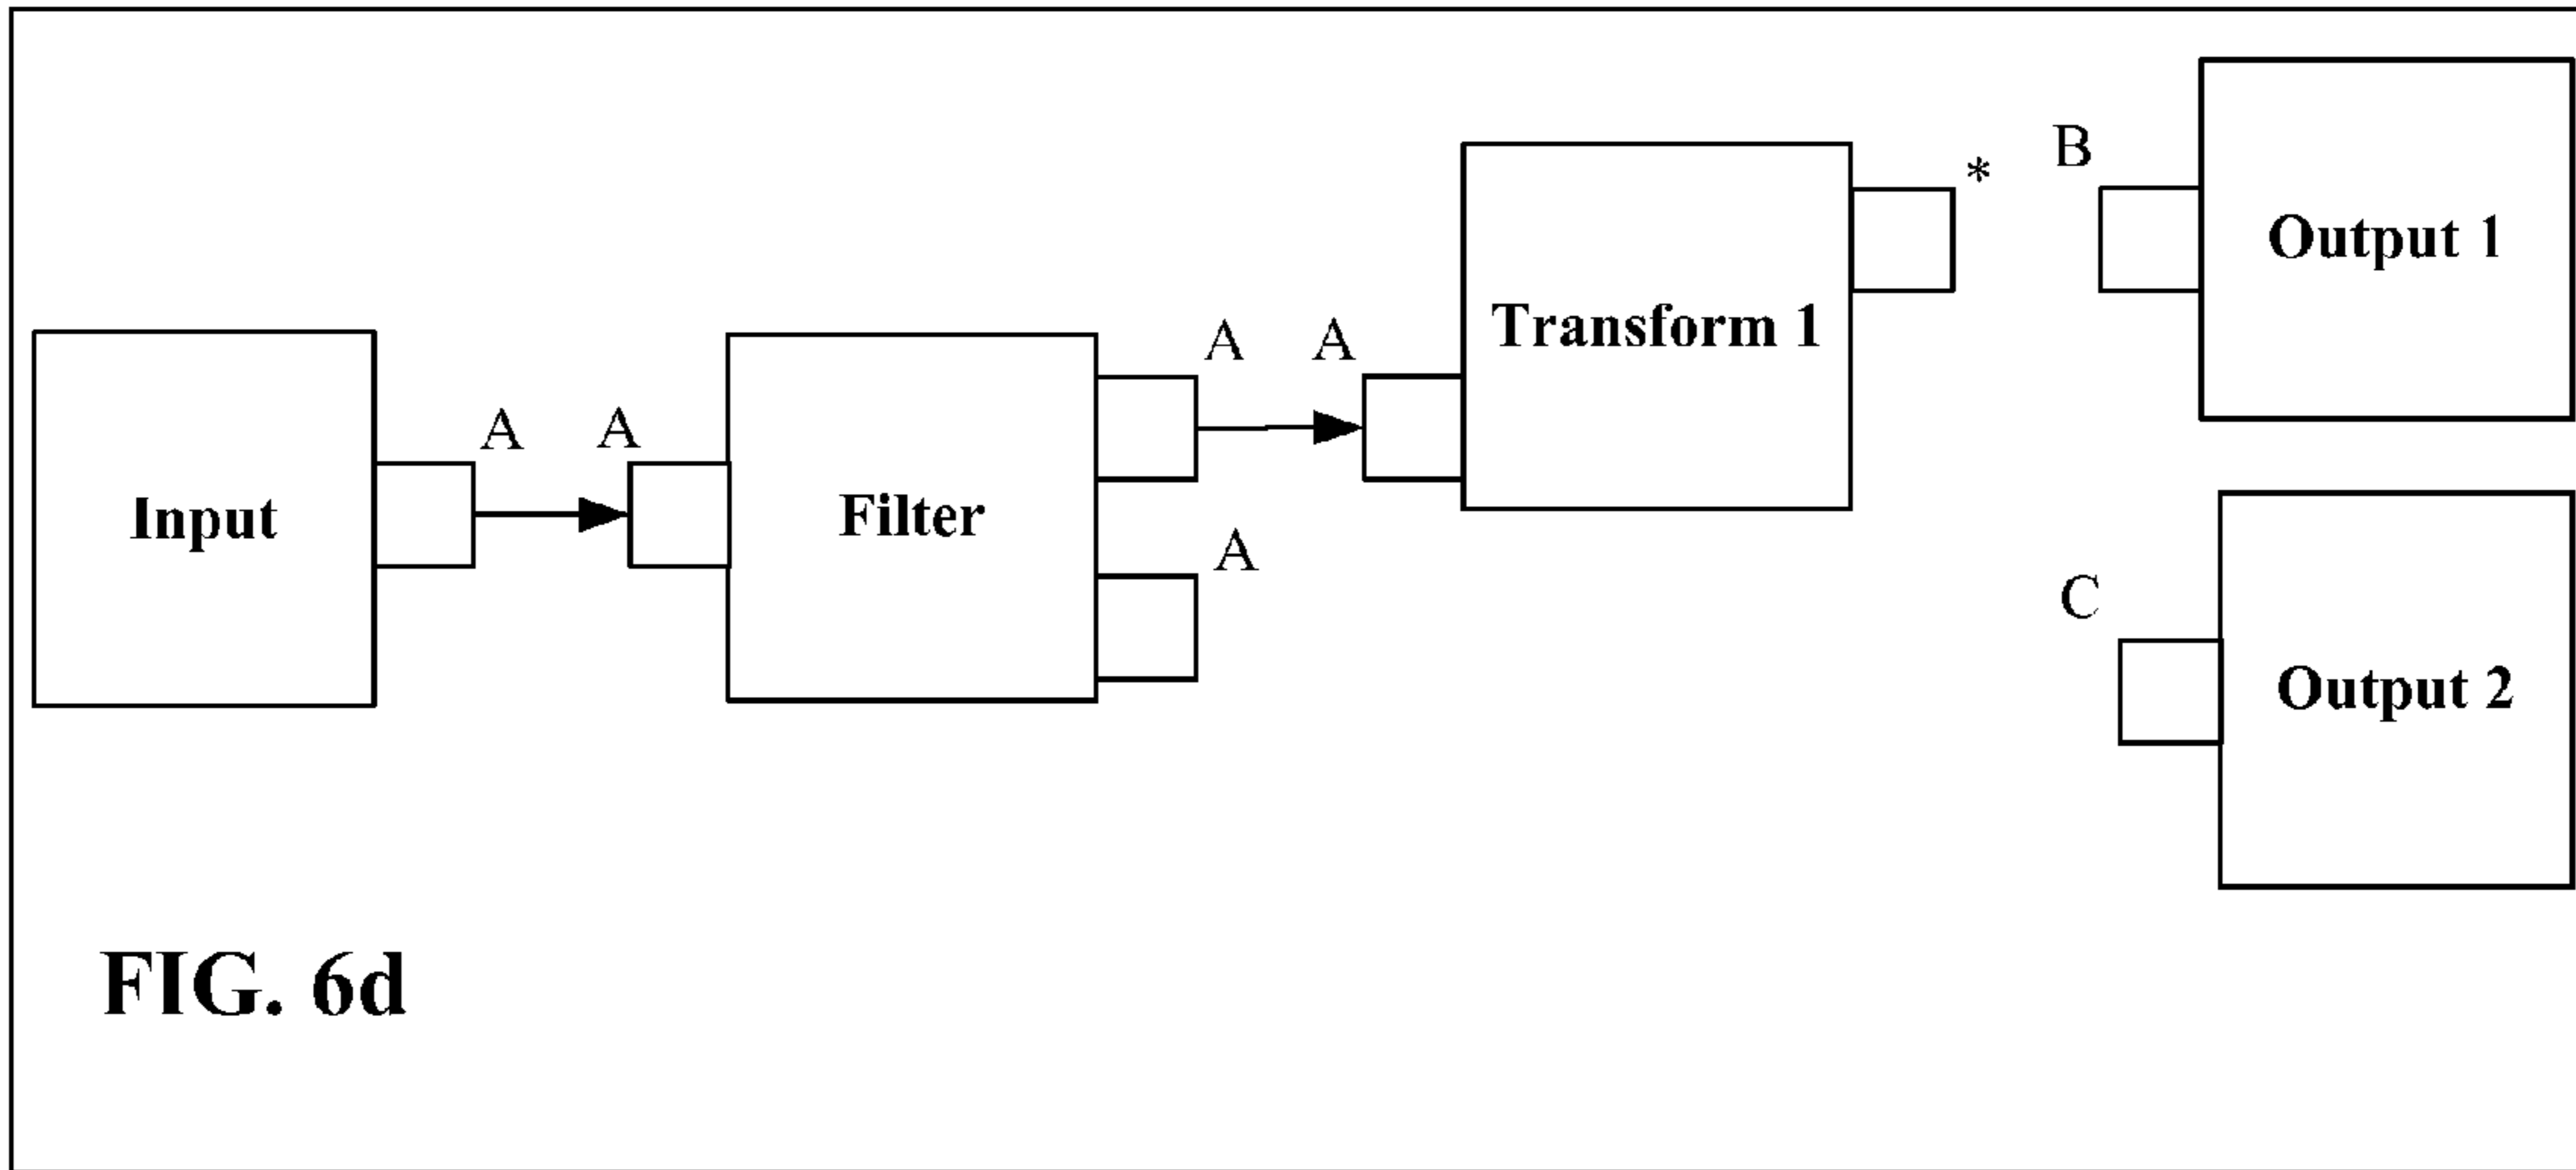 Input
A
A
Filter
A
A
A
Transform 1
*
B
Output 1
C
Output 2
FIG. 6d